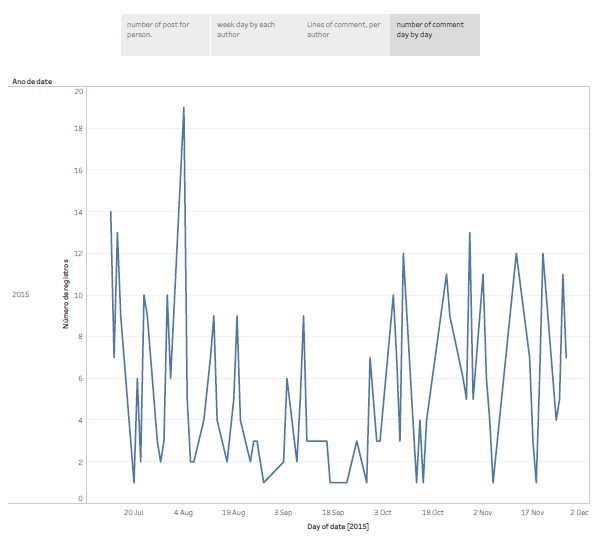 number of post for
person.
week day by each
author
Lines of comment, per
author
number of comment
day by day
Ano de date
20
18
16
14
12
10
8
6
4
2
0
Número de registros
2015
20 Jul
4 Aug
19 Aug
3 Sep
18 Sep
3 Oct
18 Oct
2 Nov
17 Nov
2 Dec
Day of date [2015]